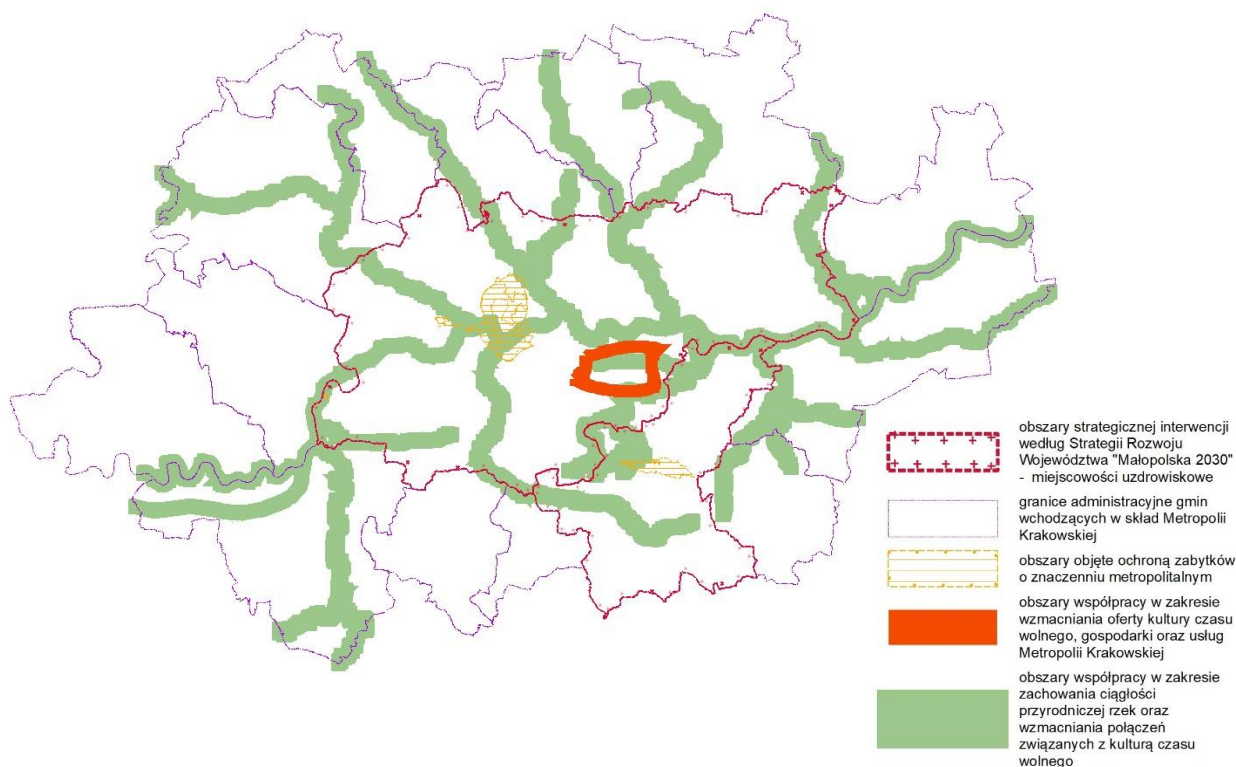 obszary strategicznej interwencji
według Strategii Rozwoju
Województwa "Małopolska 2030"
- miejscowości uzdrowiskowe
granice administracyjne gmin
wchodzących w skład Metropolii
Krakowskiej
obszary objęte ochroną zabytków
o znaczeniu metropolitalnym
obszary współpracy w zakresie
wzmacniania oferty kultury czasu
wolnego, gospodarki oraz usług
Metropolii Krakowskiej
obszary współpracy w zakresie
zachowania ciągłości
przyrodniczej rzek oraz
wzmacniania połączeń
związanych z kulturą czasu
wolnego